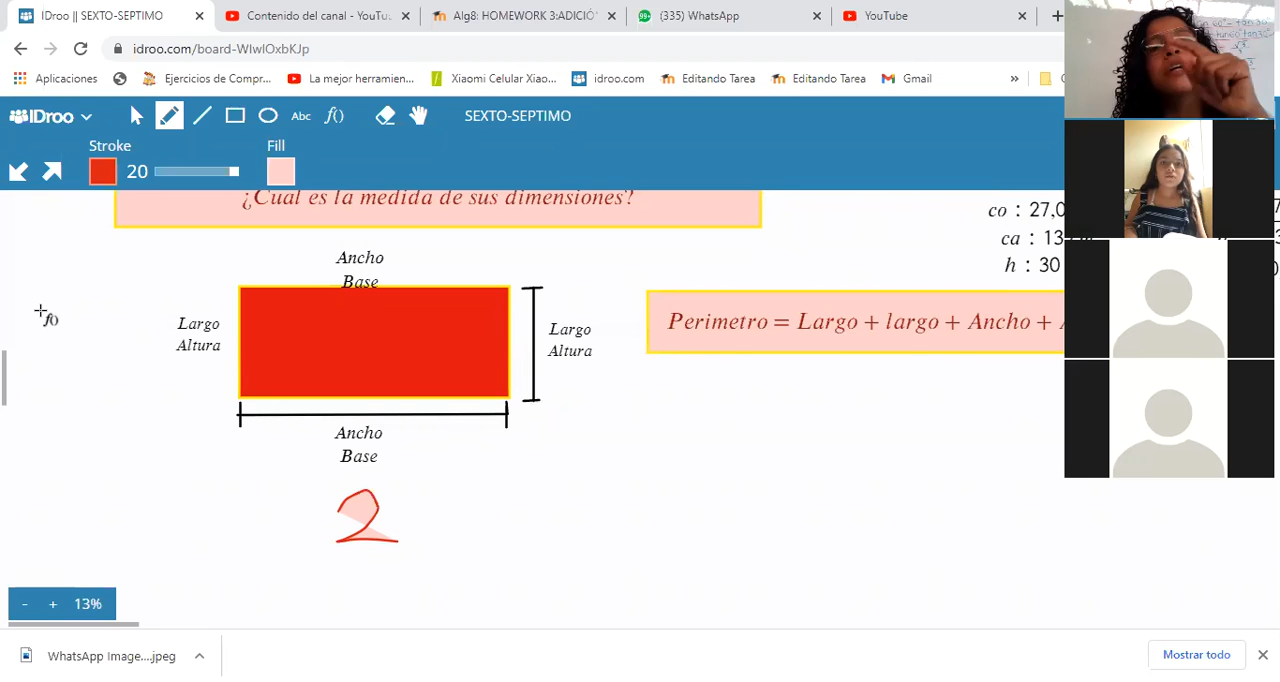 IDroo || SEXTO-SEPTIMO
Contenido del canal - YouTu
Alg8: HOMEWORK 3:ADICIÓ
(335) WhatsApp
YouTube
idroo.com/board-WIwIOxbKJp
Aplicaciones
Ejercicios de Compr...
La mejor herramien...
Xiaomi Celular Xiao...
idroo.com
Editando Tarea
Editando Tarea
Gmail
»
IDroo
Abc
f()
SEXTO-SEPTIMO
Stroke
Fill
20
¿Cual es la medida de sus dimensiones?
co : 27,0
ca : 13
h : 30
Ancho
Base
Largo
Altura
Largo
Altura
f()
Perimetro = Largo + largo + Ancho +
Ancho
Base
2
- + 13%
WhatsApp Image....jpeg
Mostrar todo